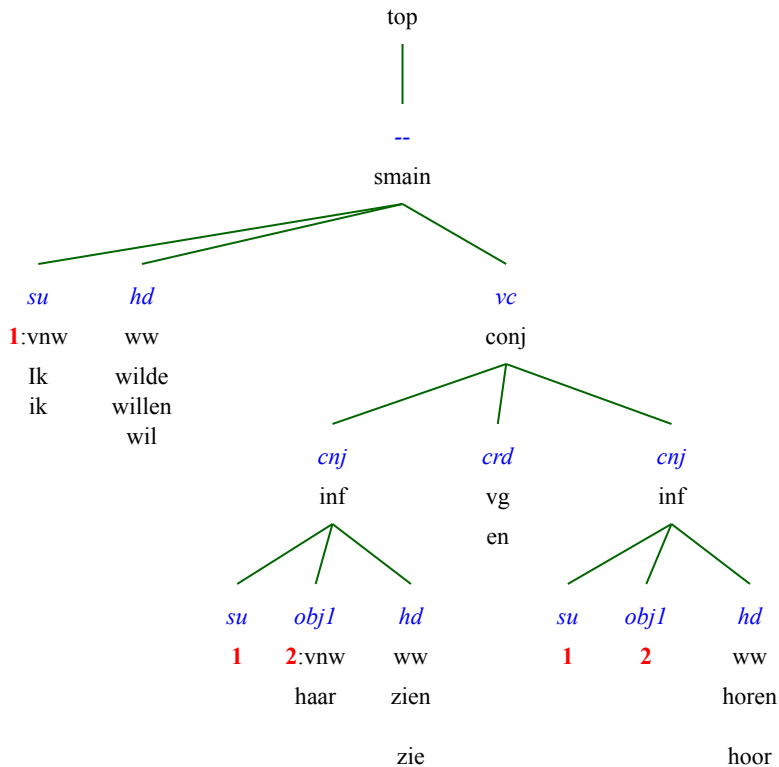 top
--
smain
su hd vc
1:vnw ww conj
Ik wilde
ik willen
wil
cnj crd cnj
inf vg inf
en
su obj1 hd su obj1 hd
1 2:vnw ww 1 2 ww
haar zien horen
zie hoor